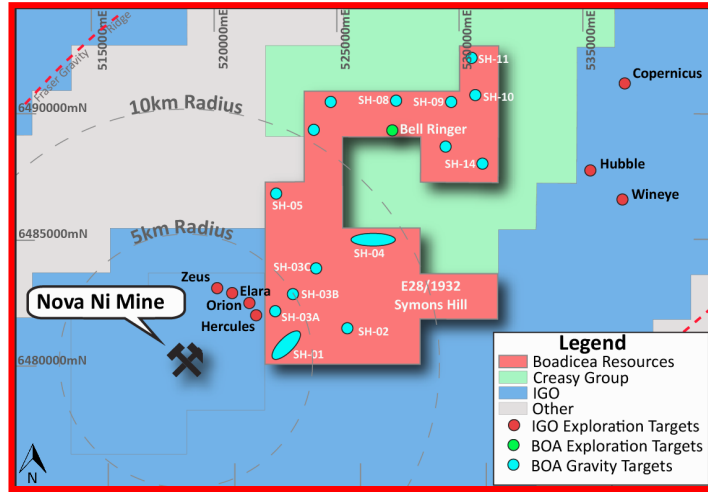 515000mE
520000mE
525000mE
530000mE
535000mE
Fraser Gravity Ridge
6490000mN
6485000mN
6480000mN
10km Radius
5km Radius
SH-11
Copernicus
SH-08
SH-09
SH-10
Bell Ringer
SH-14
Hubble
Wineye
SH-05
SH-04
SH-03C
E28/1932
Symons Hill
Zeus
Elara
Orion
Hercules
SH-03B
SH-03A
SH-02
SH-01
Nova Ni Mine
N
Legend
Boadicea Resources
Creasy Group
IGO
Other
IGO Exploration Targets
BOA Exploration Targets
BOA Gravity Targets